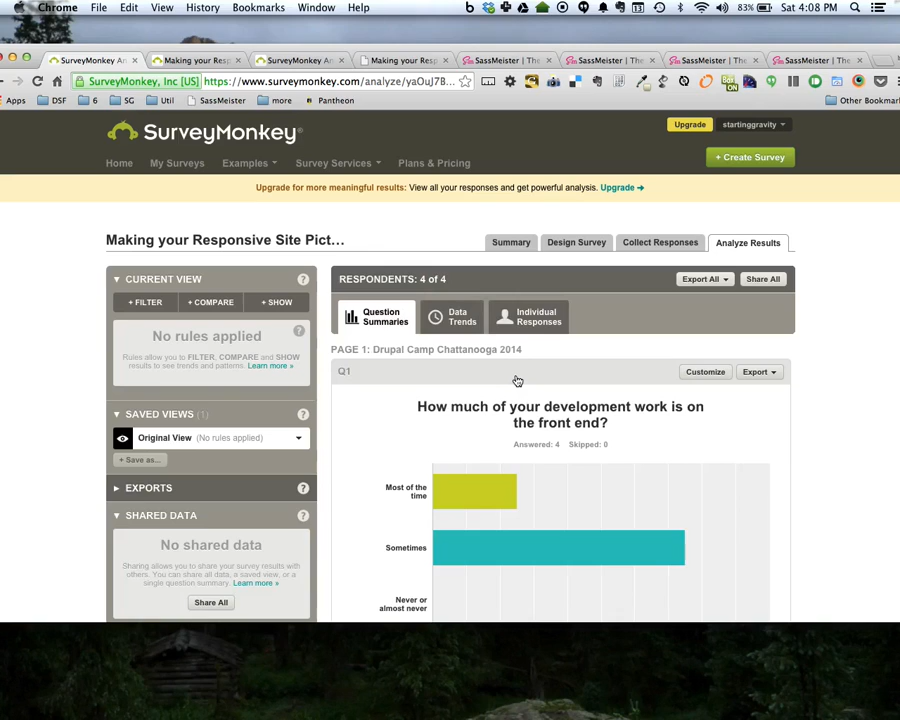 Chrome File Edit View History Bookmarks Window Help 83% Sat 4:08 PM
SurveyMonkey An Making your Resp SurveyMonkey An Making your Resp SassMeister | The SassMeister | The SassMeister | The SassMeister | The
SurveyMonkey, Inc [US] https://www.surveymonkey.com/analyze/yaOuJ7B...
Apps DSF 6 SG Util SassMeister more Pantheon Other Bookmar
SurveyMonkey® Upgrade startinggravity
+ Create Survey
Home My Surveys Examples Survey Services Plans & Pricing
Upgrade for more meaningful results: View all your responses and get powerful analysis. Upgrade →
Making your Responsive Site Pict… Summary Design Survey Collect Responses Analyze Results
CURRENT VIEW ?
+ FILTER + COMPARE + SHOW
No rules applied ?
Rules allow you to FILTER, COMPARE and SHOW
results to see trends and patterns. Learn more »
SAVED VIEWS (1) ?
Original View (No rules applied)
+ Save as...
EXPORTS ?
SHARED DATA ?
No shared data
Sharing allows you to share your survey results with
others. You can share all data, a saved view, or a
single question summary. Learn more »
Share All
RESPONDENTS: 4 of 4 Export All Share All
Question
Summaries
Data
Trends
Individual
Responses
PAGE 1: Drupal Camp Chattanooga 2014
Q1 Customize Export
How much of your development work is on
the front end?
Answered: 4 Skipped: 0
Most of the
time
Sometimes
Never or
almost never